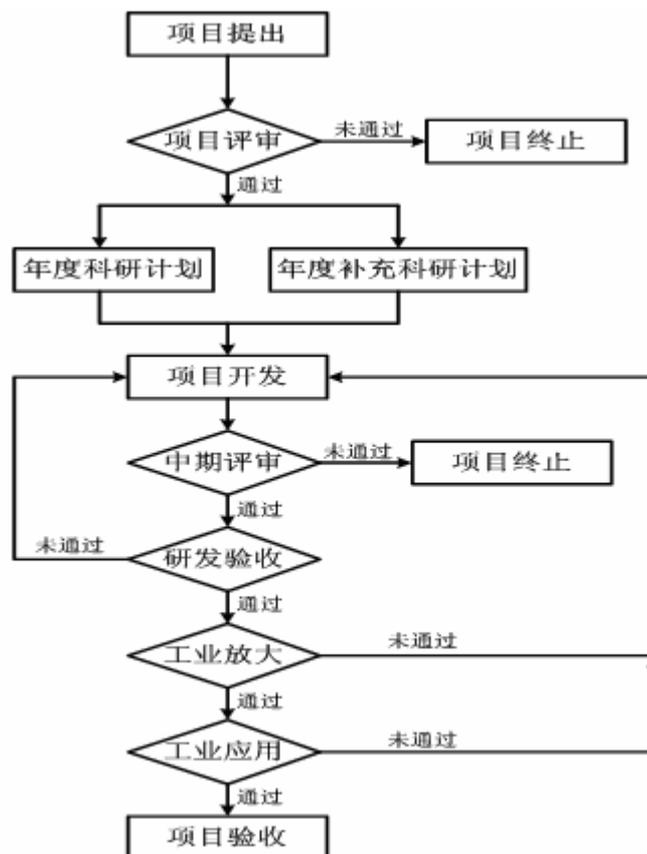 项目提出
项目评审
未通过
项目终止
通过
年度科研计划
年度补充科研计划
项目开发
中期评审
未通过
项目终止
通过
未通过
研发验收
通过
工业放大
未通过
通过
工业应用
未通过
通过
项目验收